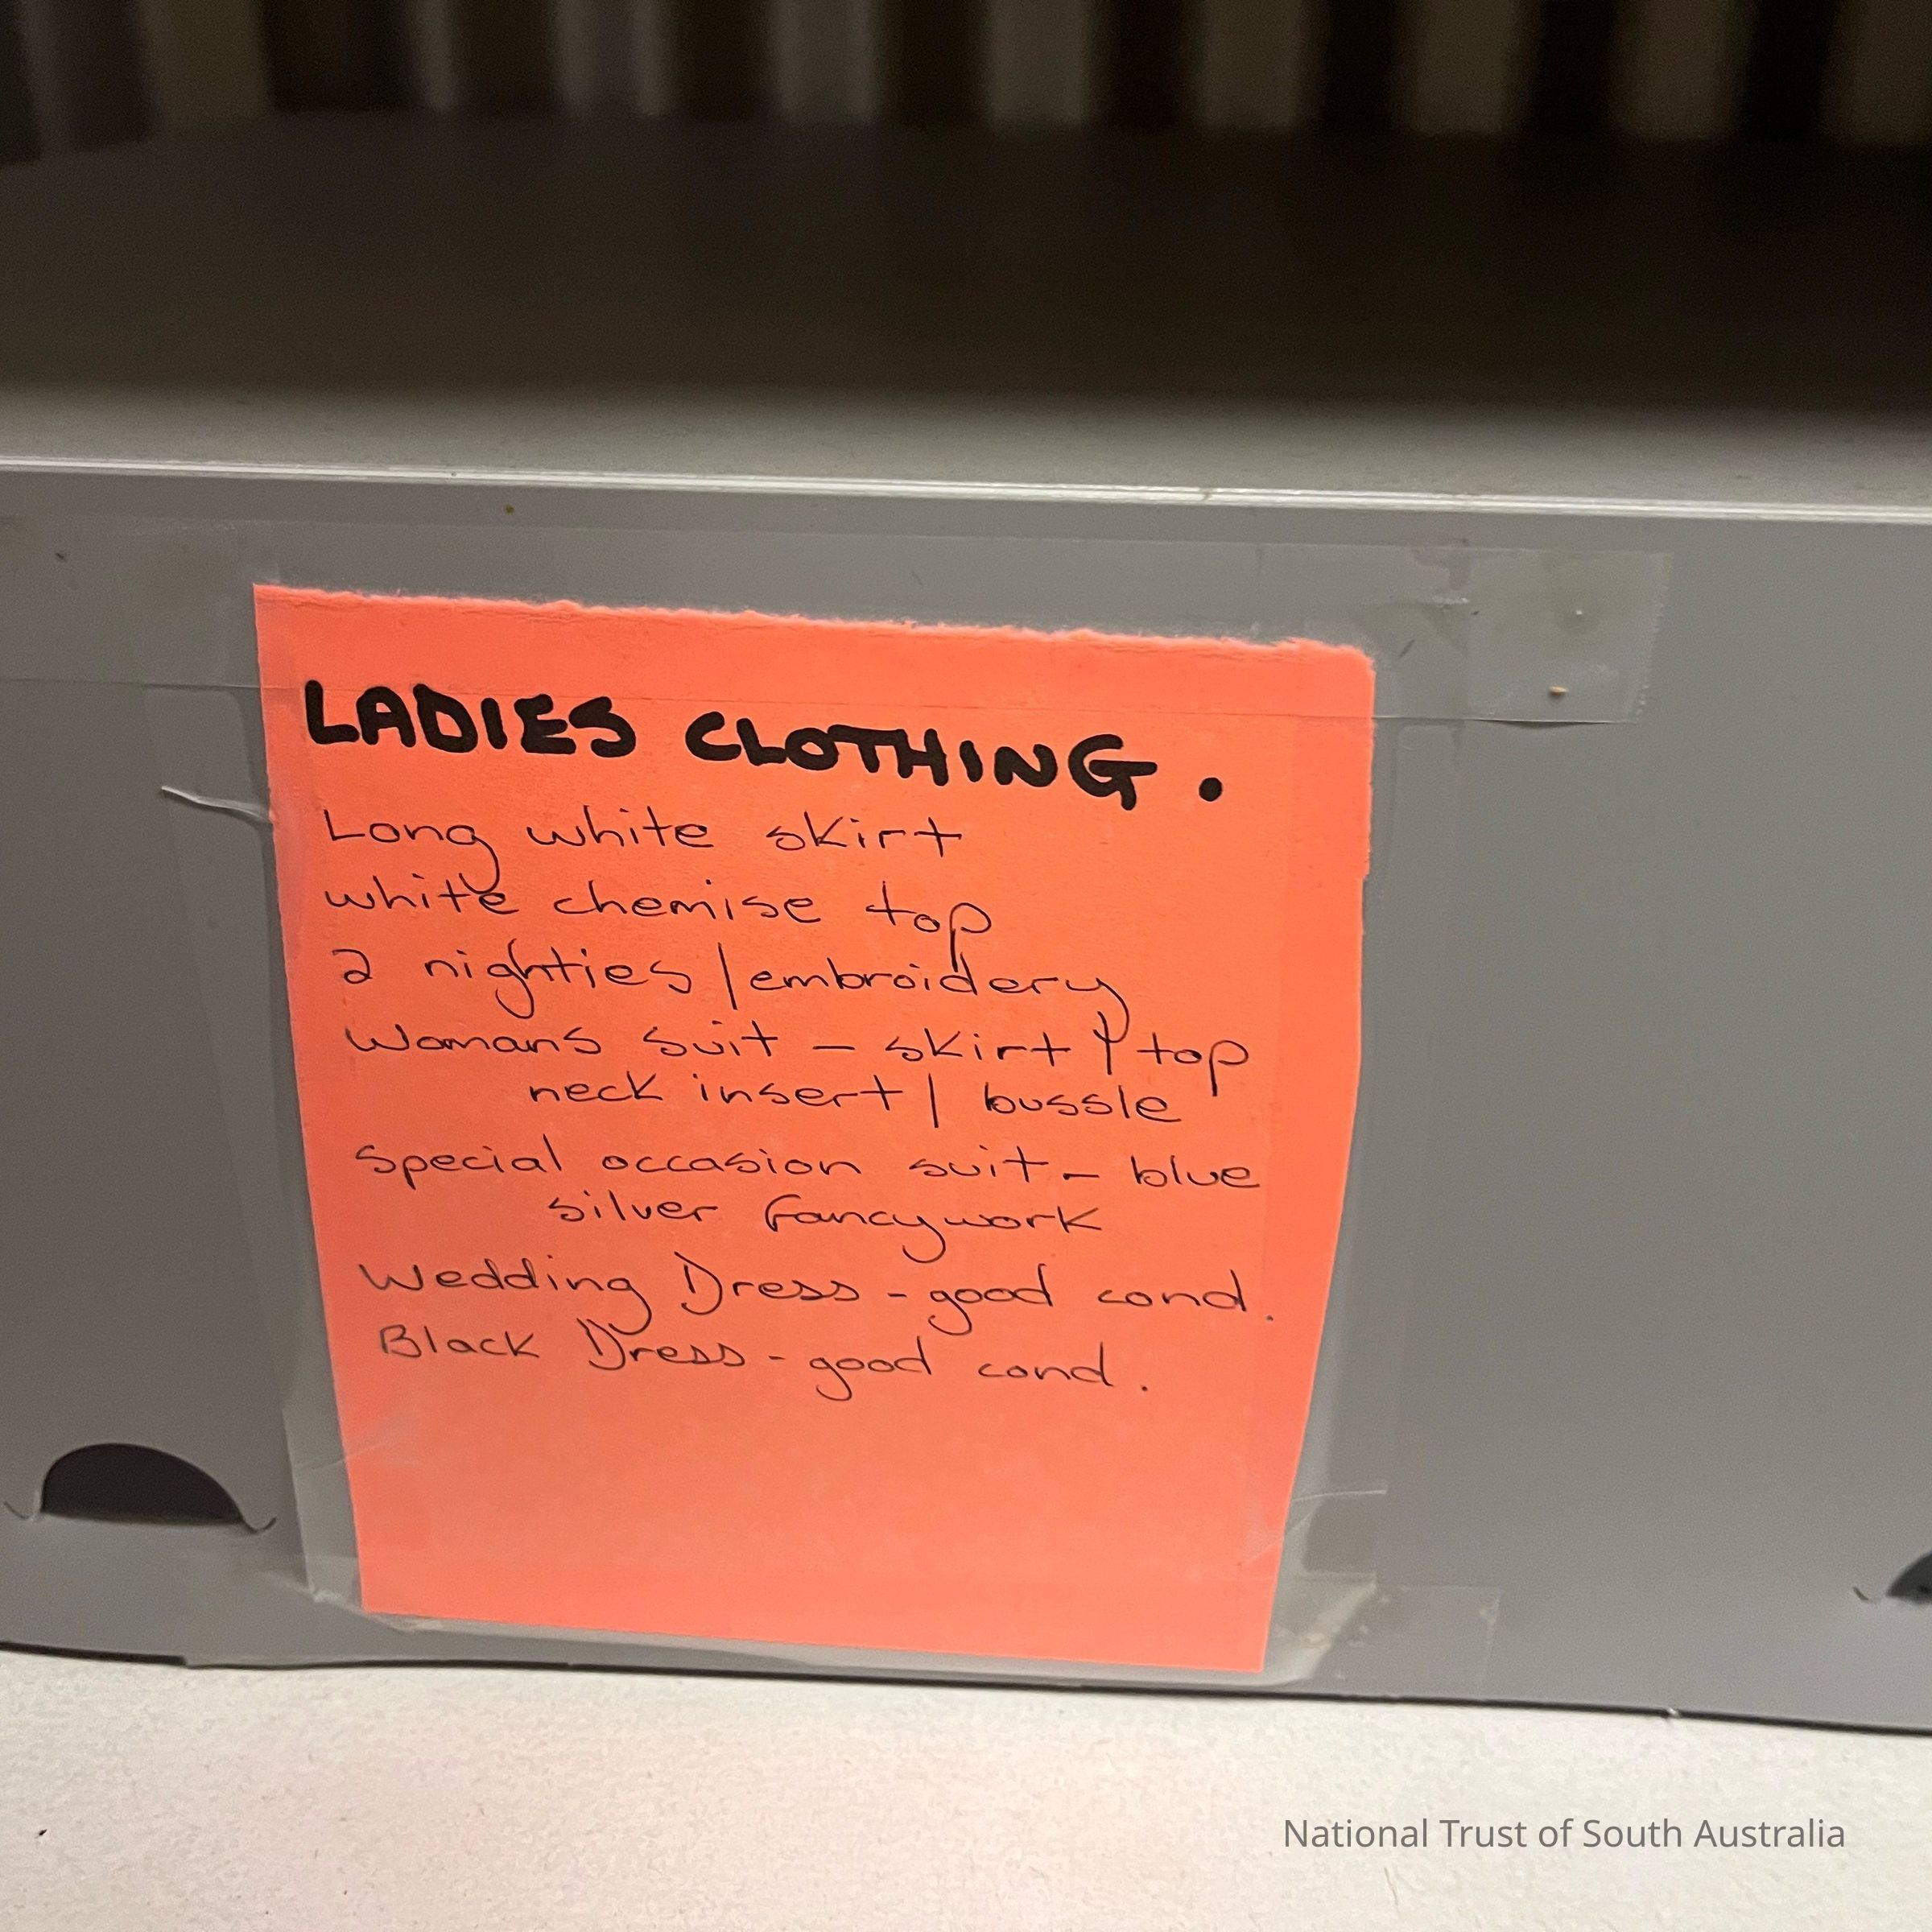 LADIES CLOTHING.
Long white skirt
white chemise top
2 nighties/embroidery
Womans suit - skirt & top
neck insert/ bussle
special occasion suit - blue
silver fancywork
Wedding Dress - good cond.
Black Dress - good cond.
National Trust of South Australia